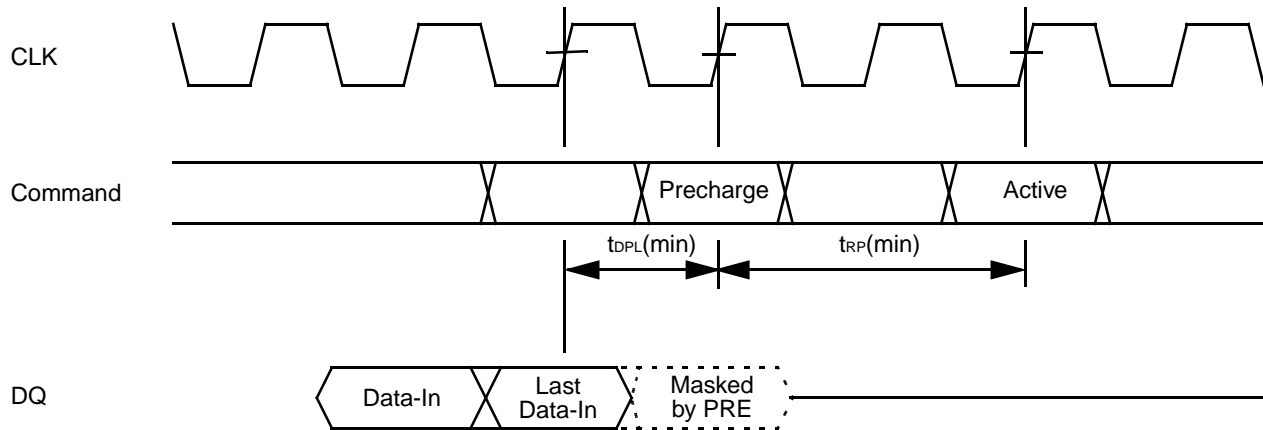 CLK
Command
Precharge
Active
tDPL(min)
tRP(min)
DQ
Data-In
Last
Data-In
Masked
by PRE